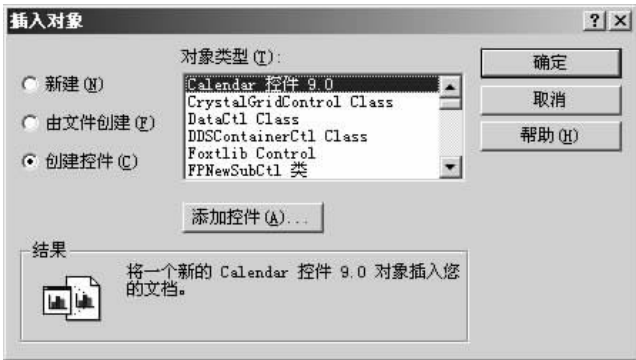 插入对象
对象类型(T):
新建(N)
由文件创建(F)
创建控件(C)
Calendar 控件 9.0
CrystalGridControl Class
DataCtl Class
DDSContainerCtl Class
Foxtlib Control
FPNewSubCtl 类
确定
取消
帮助(H)
添加控件(A)...
结果
将一个新的 Calendar 控件 9.0 对象插入您
的文档。